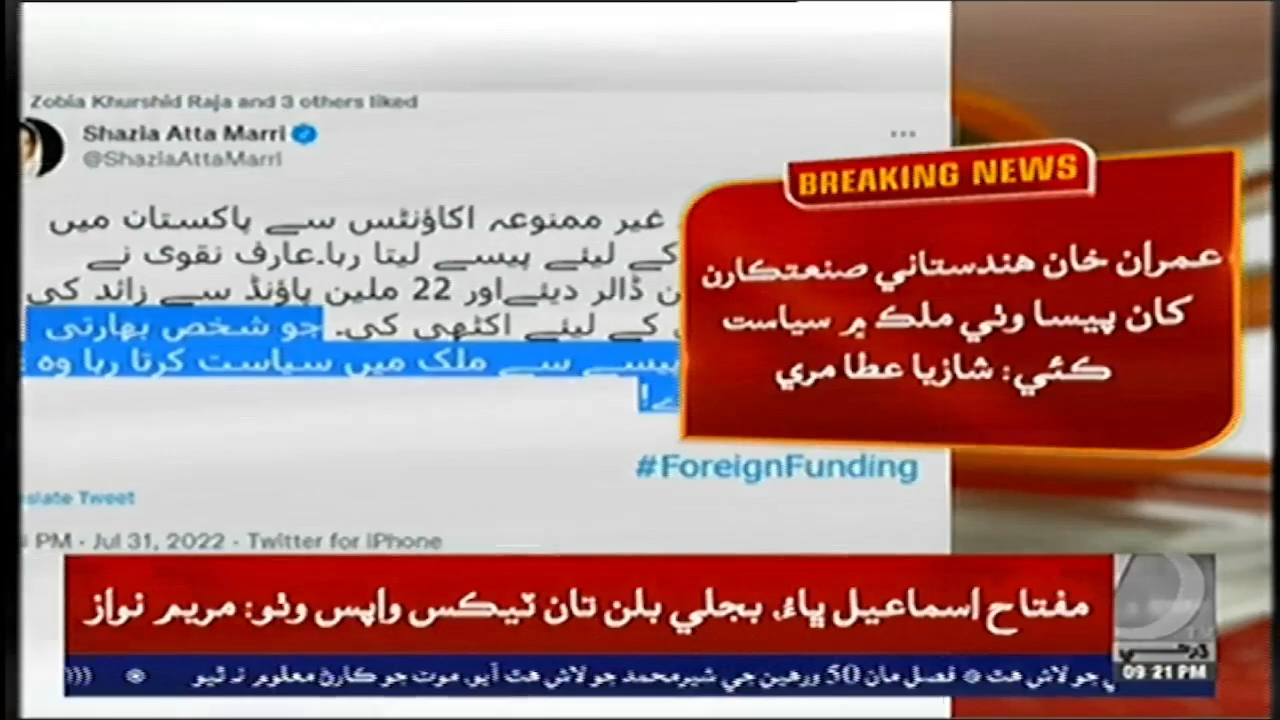 Zobia Khurshid Raja and 3 others liked
Shazia Atta Marri
@ShaziaAttaMarri
...
غیر ممنوعہ اکاؤنٹس سے پاکستان میں
کے لیئے پیسے لیتا رہا۔عارف نقوی نے
ن ڈالر دیئےاور 22 ملین پاؤنڈ سے زائد کی
کے لیئے اکٹھی کی۔ جو شخص بھارتی
پیسے سے ملک میں سیاست کرتا رہا وہ
ے!
#ForeignFunding
slate Tweet
PM · Jul 31, 2022 · Twitter for iPhone
BREAKING NEWS
عمران خان هندستاني صنعتڪارن
کان پيسا وٺي ملڪ ۾ سياست
ڪئي: شازيا عطا مري
مفتاح اسماعيل ڀاءُ، بجلي بلن تان ٽيڪس واپس وٺو: مريم نواز
TV
ڌرتي
09:21 PM
ي جو لاش هٿ ❊ فصل مان 50 ورهين جي شيرمحمد جو لاش هٿ آيو، موت جو ڪارڻ معلوم نه ٿيو ❊ (((